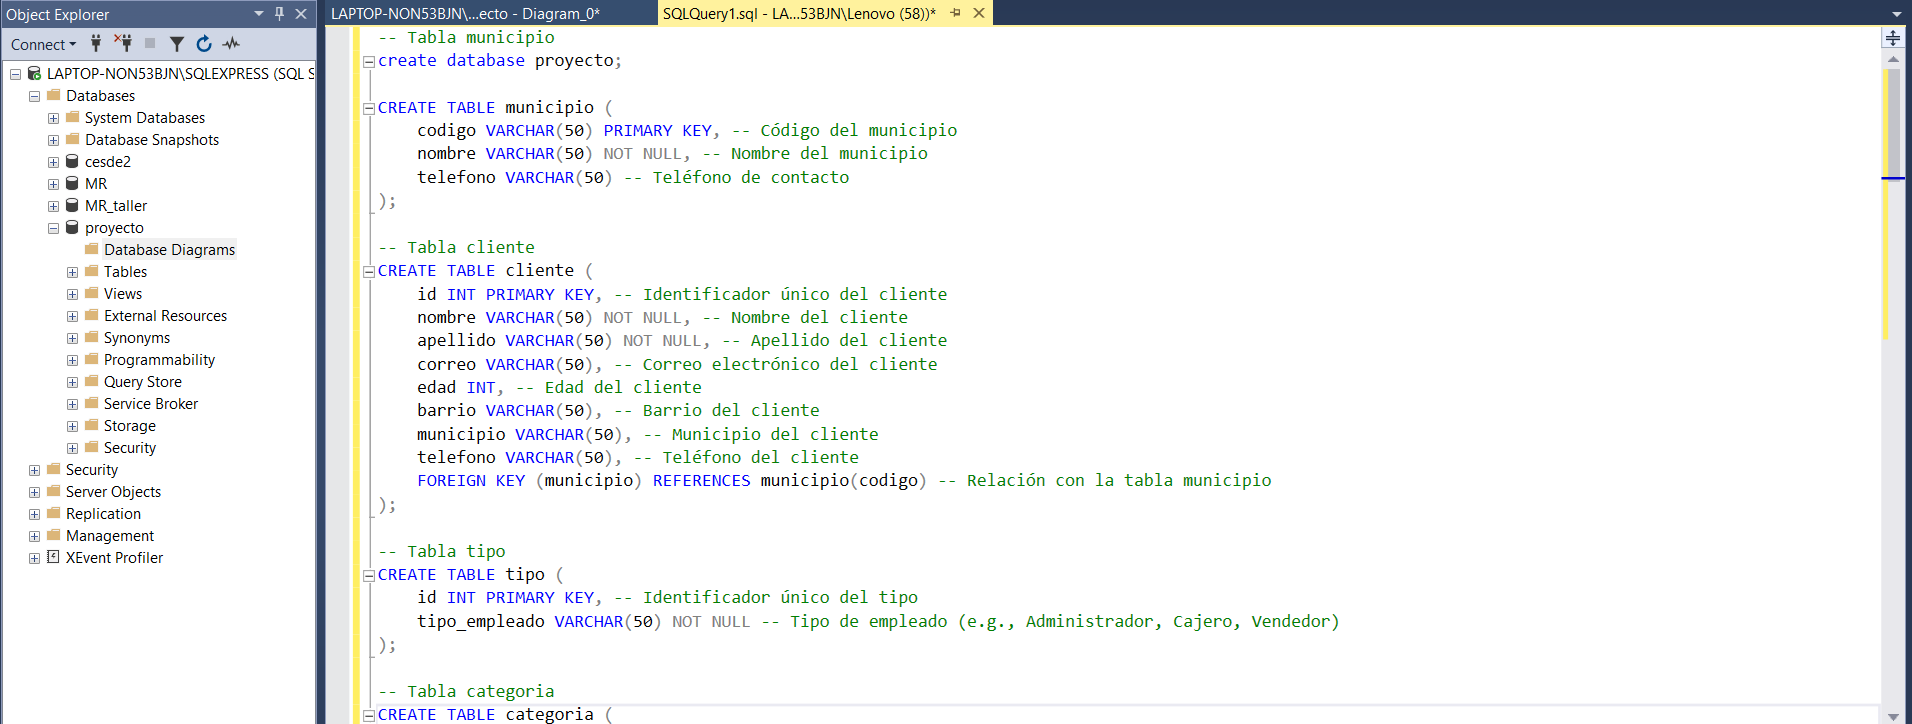 Object Explorer
Connect
LAPTOP-NON53BJN\SQLEXPRESS (SQL S
Databases
System Databases
Database Snapshots
cesde2
MR
MR_taller
proyecto
Database Diagrams
Tables
Views
External Resources
Synonyms
Programmability
Query Store
Service Broker
Storage
Security
Security
Server Objects
Replication
Management
XEvent Profiler
LAPTOP-NON53BJN\...ecto - Diagram_0*
SQLQuery1.sql - LA...53BJN\Lenovo (58))*
-- Tabla municipio
create database proyecto;
CREATE TABLE municipio (
codigo VARCHAR(50) PRIMARY KEY, -- Código del municipio
nombre VARCHAR(50) NOT NULL, -- Nombre del municipio
telefono VARCHAR(50) -- Teléfono de contacto
);
-- Tabla cliente
CREATE TABLE cliente (
id INT PRIMARY KEY, -- Identificador único del cliente
nombre VARCHAR(50) NOT NULL, -- Nombre del cliente
apellido VARCHAR(50) NOT NULL, -- Apellido del cliente
correo VARCHAR(50), -- Correo electrónico del cliente
edad INT, -- Edad del cliente
barrio VARCHAR(50), -- Barrio del cliente
municipio VARCHAR(50), -- Municipio del cliente
telefono VARCHAR(50), -- Teléfono del cliente
FOREIGN KEY (municipio) REFERENCES municipio(codigo) -- Relación con la tabla municipio
);
-- Tabla tipo
CREATE TABLE tipo (
id INT PRIMARY KEY, -- Identificador único del tipo
tipo_empleado VARCHAR(50) NOT NULL -- Tipo de empleado (e.g., Administrador, Cajero, Vendedor)
);
-- Tabla categoria
CREATE TABLE categoria (